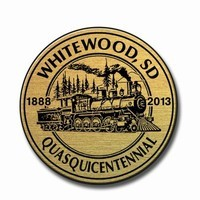 WHITEWOOD, SD
1888 2013
QUASQUICENTENNIAL